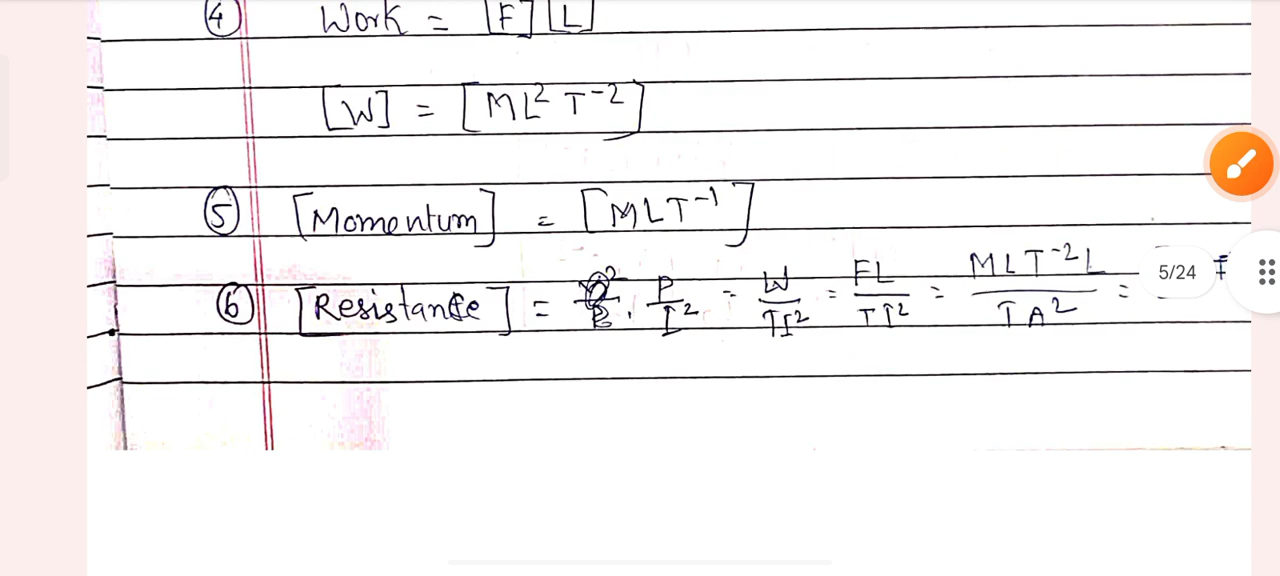 ④ Work = [F] [L]
[W] = [ML² T⁻²]
⑤ [Momentum] = [MLT⁻¹]
⑥ [Resistance] = P/I² = W/TI² = FL/TI² = MLT⁻²L/TA² =
5/24